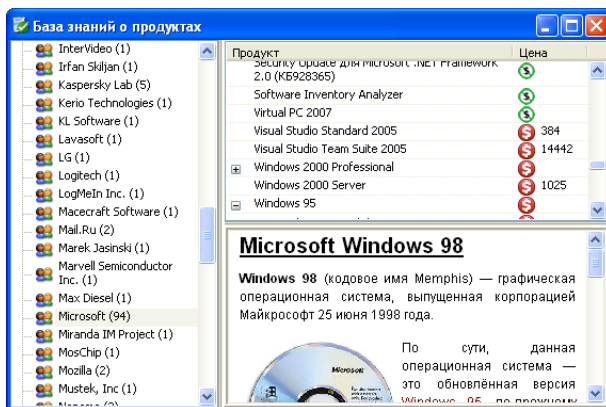 База знаний о продуктах
InterVideo (1)
Irfan Skiljan (1)
Kaspersky Lab (5)
Kerio Technologies (1)
KL Software (1)
Lavasoft (1)
LG (1)
Logitech (1)
LogMeIn Inc. (1)
Macecraft Software (1)
Mail.Ru (2)
Marek Jasinski (1)
Marvell Semiconductor
Inc. (1)
Max Diesel (1)
Microsoft (94)
Miranda IM Project (1)
MosChip (1)
Mozilla (2)
Mustek, Inc (1)
Продукт Цена
Security Update для Microsoft .NET Framework
2.0 (КБ928365)
Software Inventory Analyzer
Virtual PC 2007
Visual Studio Standard 2005 384
Visual Studio Team Suite 2005 14442
Windows 2000 Professional
Windows 2000 Server 1025
Windows 95
Microsoft Windows 98
Windows 98 (кодовое имя Memphis) — графическая
операционная система, выпущенная корпорацией
Майкрософт 25 июня 1998 года.
По сути, данная
операционная система —
это обновлённая версия
Windows 95, по-прежнему
Microsoft